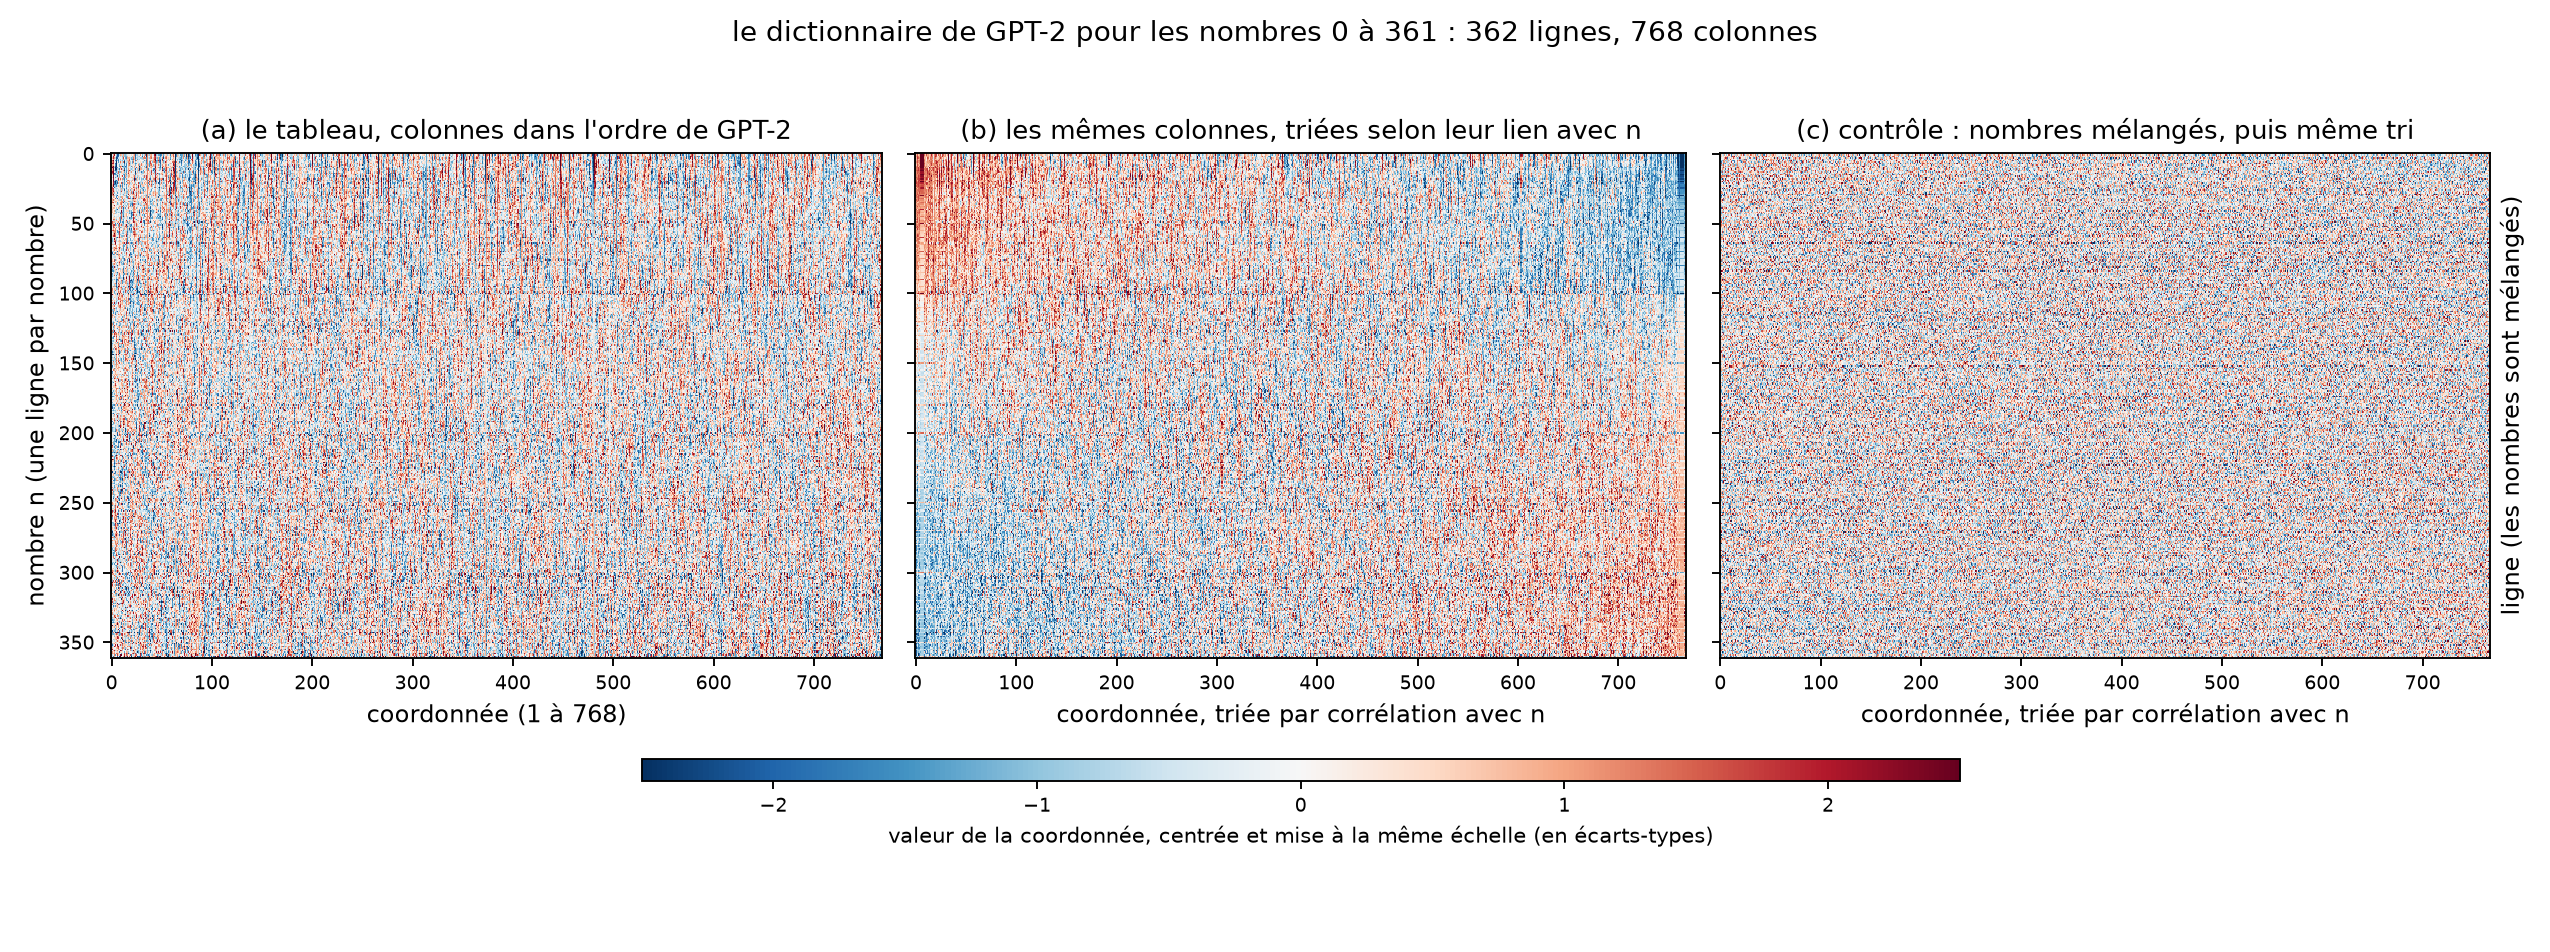 le dictionnaire de GPT-2 pour les nombres 0 à 361 : 362 lignes, 768 colonnes
(a) le tableau, colonnes dans l'ordre de GPT-2
nombre n (une ligne par nombre)
0
50
100
150
200
250
300
350
0 100 200 300 400 500 600 700
coordonnée (1 à 768)
(b) les mêmes colonnes, triées selon leur lien avec n
0 100 200 300 400 500 600 700
coordonnée, triée par corrélation avec n
(c) contrôle : nombres mélangés, puis même tri
0 100 200 300 400 500 600 700
coordonnée, triée par corrélation avec n
ligne (les nombres sont mélangés)
−2 −1 0 1 2
valeur de la coordonnée, centrée et mise à la même échelle (en écarts-types)